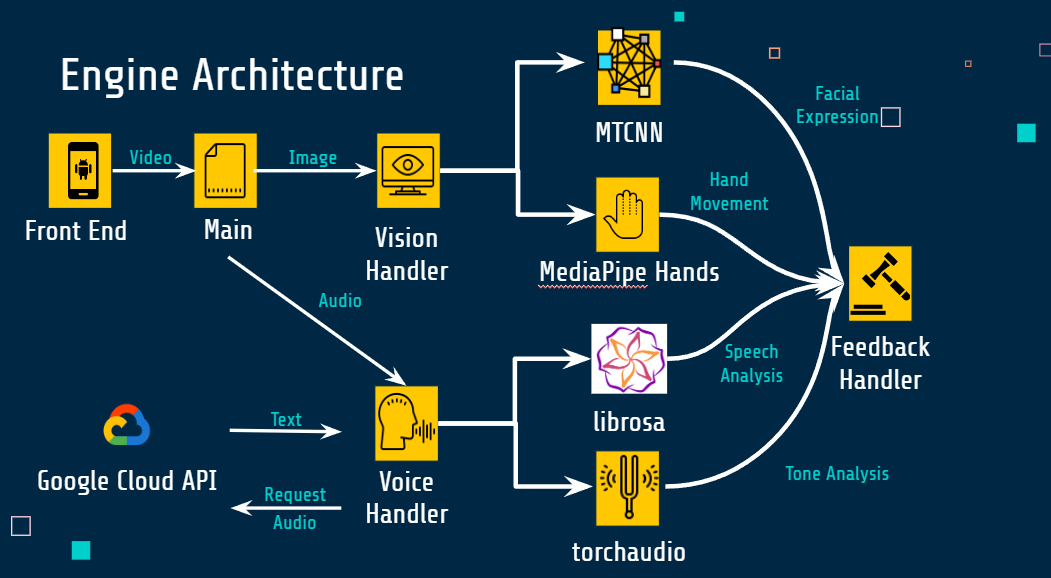 Engine Architecture
Front End
Video
Main
Image
Vision
Handler
MTCNN
Facial
Expression
MediaPipe Hands
Hand
Movement
Audio
Google Cloud API
Text
Request
Audio
Voice
Handler
librosa
Speech
Analysis
torchaudio
Tone Analysis
Feedback
Handler